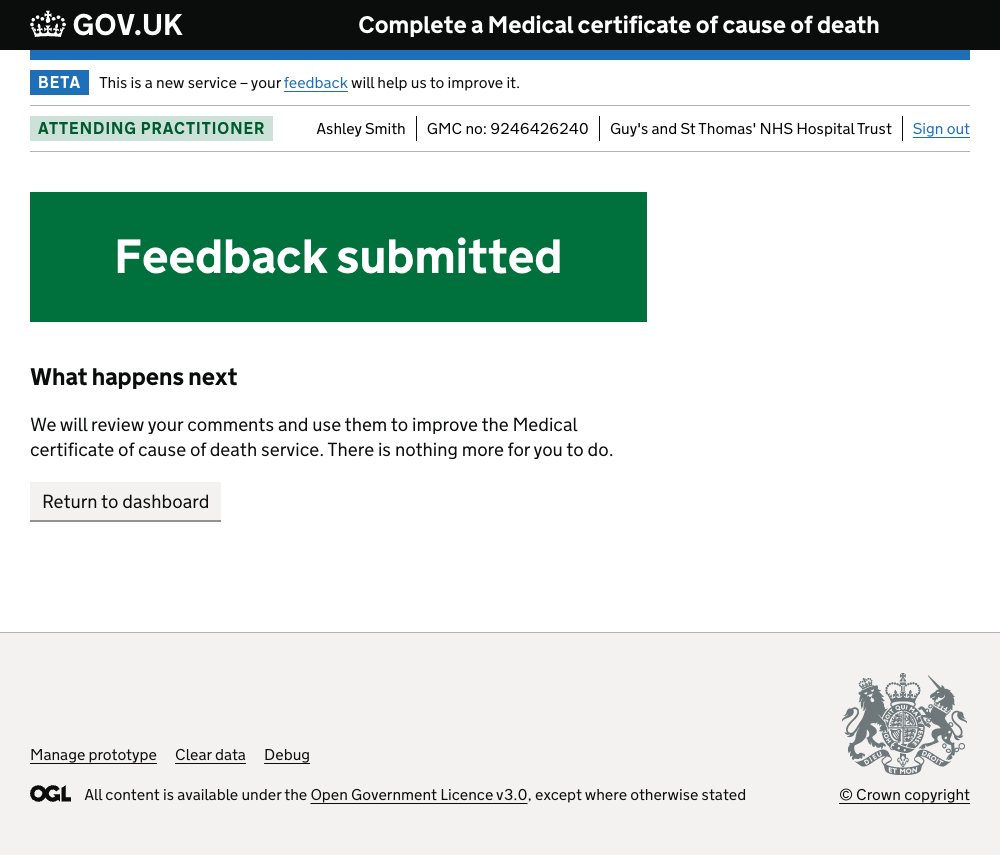 GOV.UK
Complete a Medical certificate of cause of death
BETA This is a new service – your feedback will help us to improve it.
ATTENDING PRACTITIONER Ashley Smith GMC no: 9246426240 Guy's and St Thomas' NHS Hospital Trust Sign out
Feedback submitted
What happens next
We will review your comments and use them to improve the Medical
certificate of cause of death service. There is nothing more for you to do.
Return to dashboard
Manage prototype Clear data Debug
OGL All content is available under the Open Government Licence v3.0, except where otherwise stated
DIEU ET MON DROIT
© Crown copyright